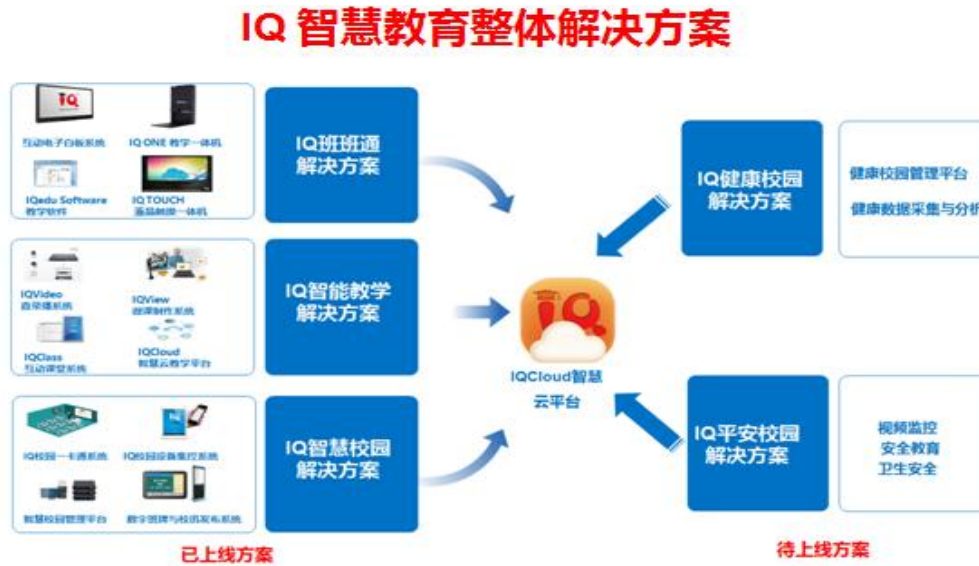 IQ 智慧教育整体解决方案
iQ
互动电子白板系统
IQ ONE 教学一体机
IQedu Software
教学软件
IQ TOUCH
液晶触摸一体机
IQ班班通
解决方案
IQVideo
直录播系统
IQView
微课制作系统
IQClass
互动课堂系统
IQCloud
智慧云教学平台
IQ智能教学
解决方案
IQ校园一卡通系统
IQ校园设备集控系统
智慧校园管理平台
数字班牌与校讯发布系统
IQ智慧校园
解决方案
已上线方案
iQ
IQCloud智慧
云平台
IQ健康校园
解决方案
健康校园管理平台
健康数据采集与分析
IQ平安校园
解决方案
视频监控
安全教育
卫生安全
待上线方案